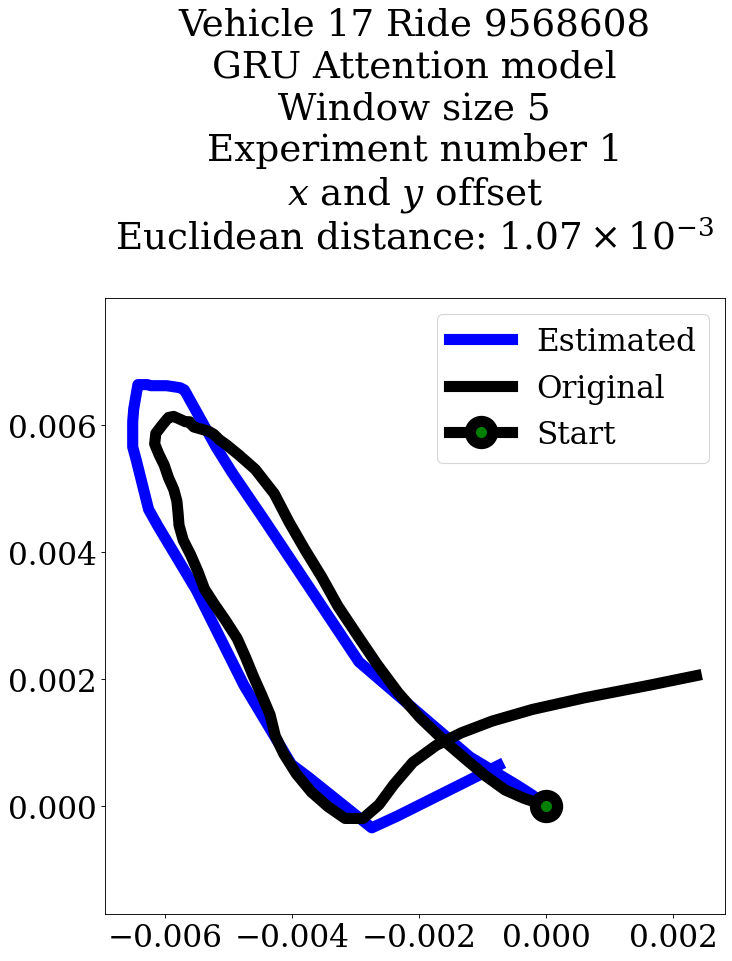 Vehicle 17 Ride 9568608
GRU Attention model
Window size 5
Experiment number 1
x and y offset
Euclidean distance: 1.07 × 10⁻³
Estimated
Original
Start
0.006
0.004
0.002
0.000
−0.006 −0.004 −0.002 0.000 0.002